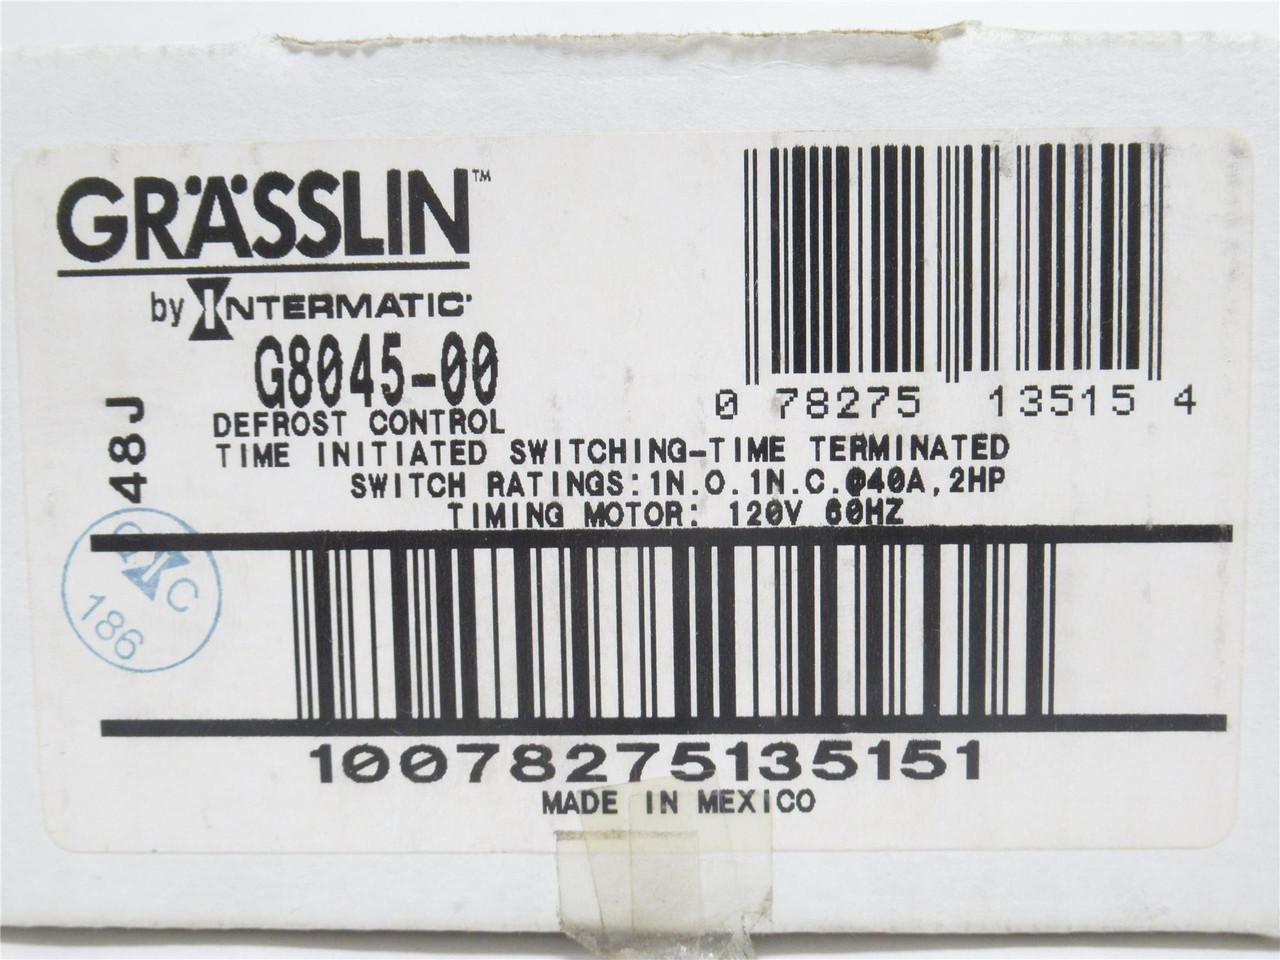 GRÄSSLIN™
by INTERMATIC
G8045-00
DEFROST CONTROL
TIME INITIATED SWITCHING-TIME TERMINATED
SWITCH RATINGS:1N.O.1N.C.@40A,2HP
TIMING MOTOR: 120V 60HZ
0 78275 13515 4
48J
C
186
10078275135151
MADE IN MEXICO